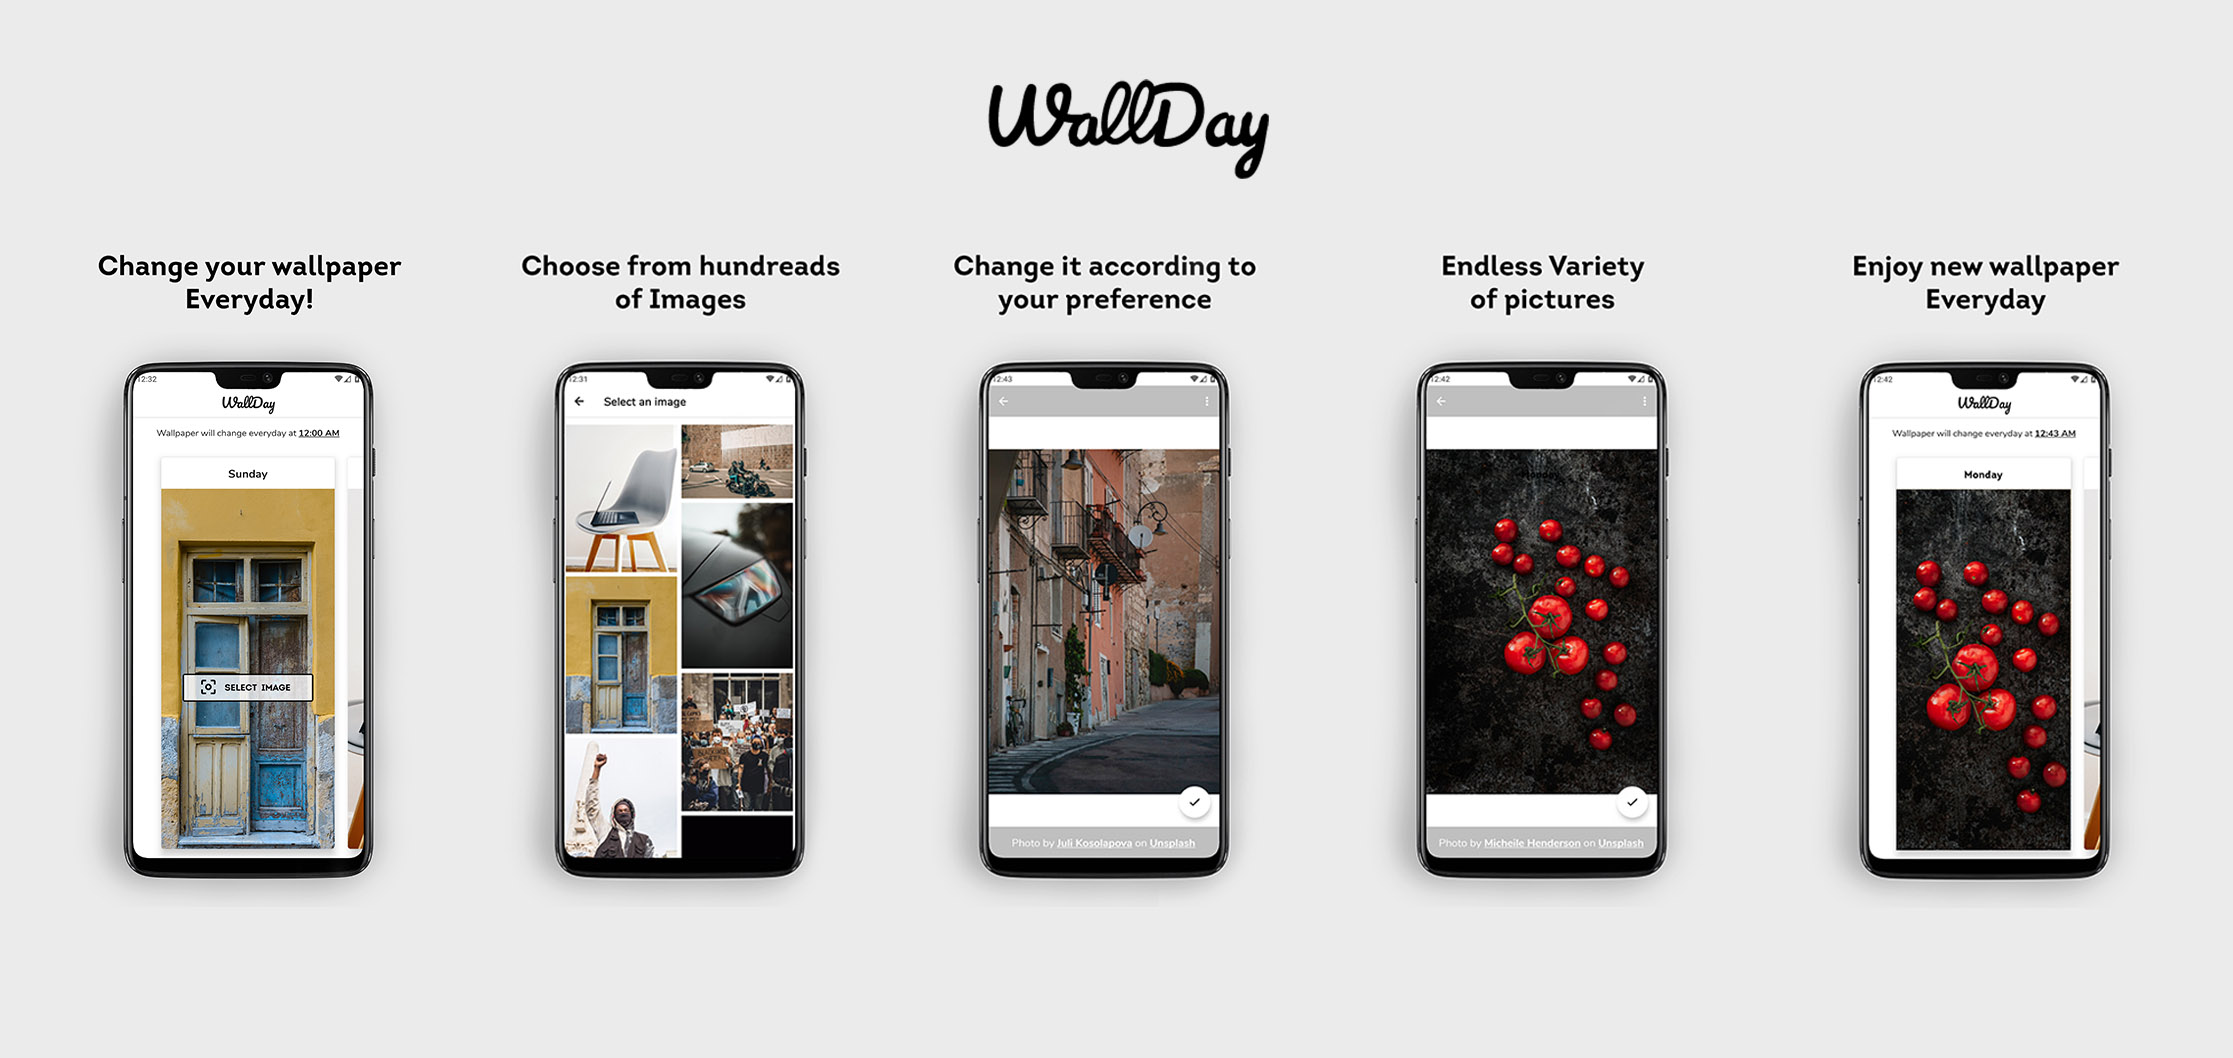 WallDay
Change your wallpaper
Everyday!
Choose from hundreads
of Images
Change it according to
your preference
Endless Variety
of pictures
Enjoy new wallpaper
Everyday
12:32
WallDay
Wallpaper will change everyday at 12:00 AM
Sunday
SELECT IMAGE
12:31
Select an image
12:43
Photo by Juli Kosolapova on Unsplash
12:42
Monday
Photo by Micheile Henderson on Unsplash
12:42
WallDay
Wallpaper will change everyday at 12:43 AM
Monday